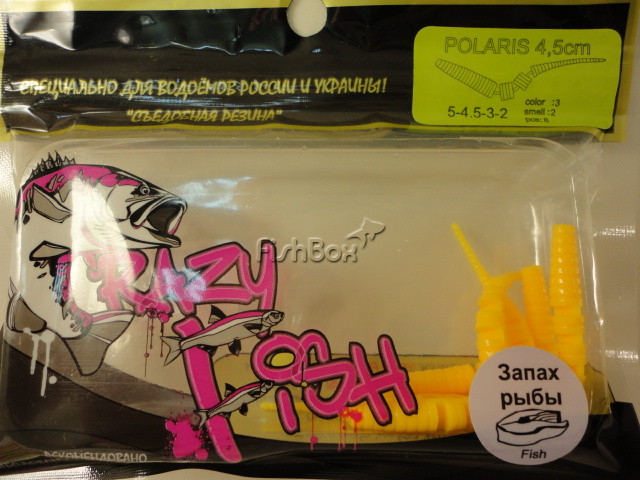 POLARIS 4,5cm
СПЕЦИАЛЬНО ДЛЯ ВОДОЁМОВ РОССИИ И УКРАИНЫ!
"СЪЕДОБНАЯ РЕЗИНА"
5-4.5-3-2
color :3
smell :2
FishBox
CRAZY
FISH
Запах
рыбы
Fish